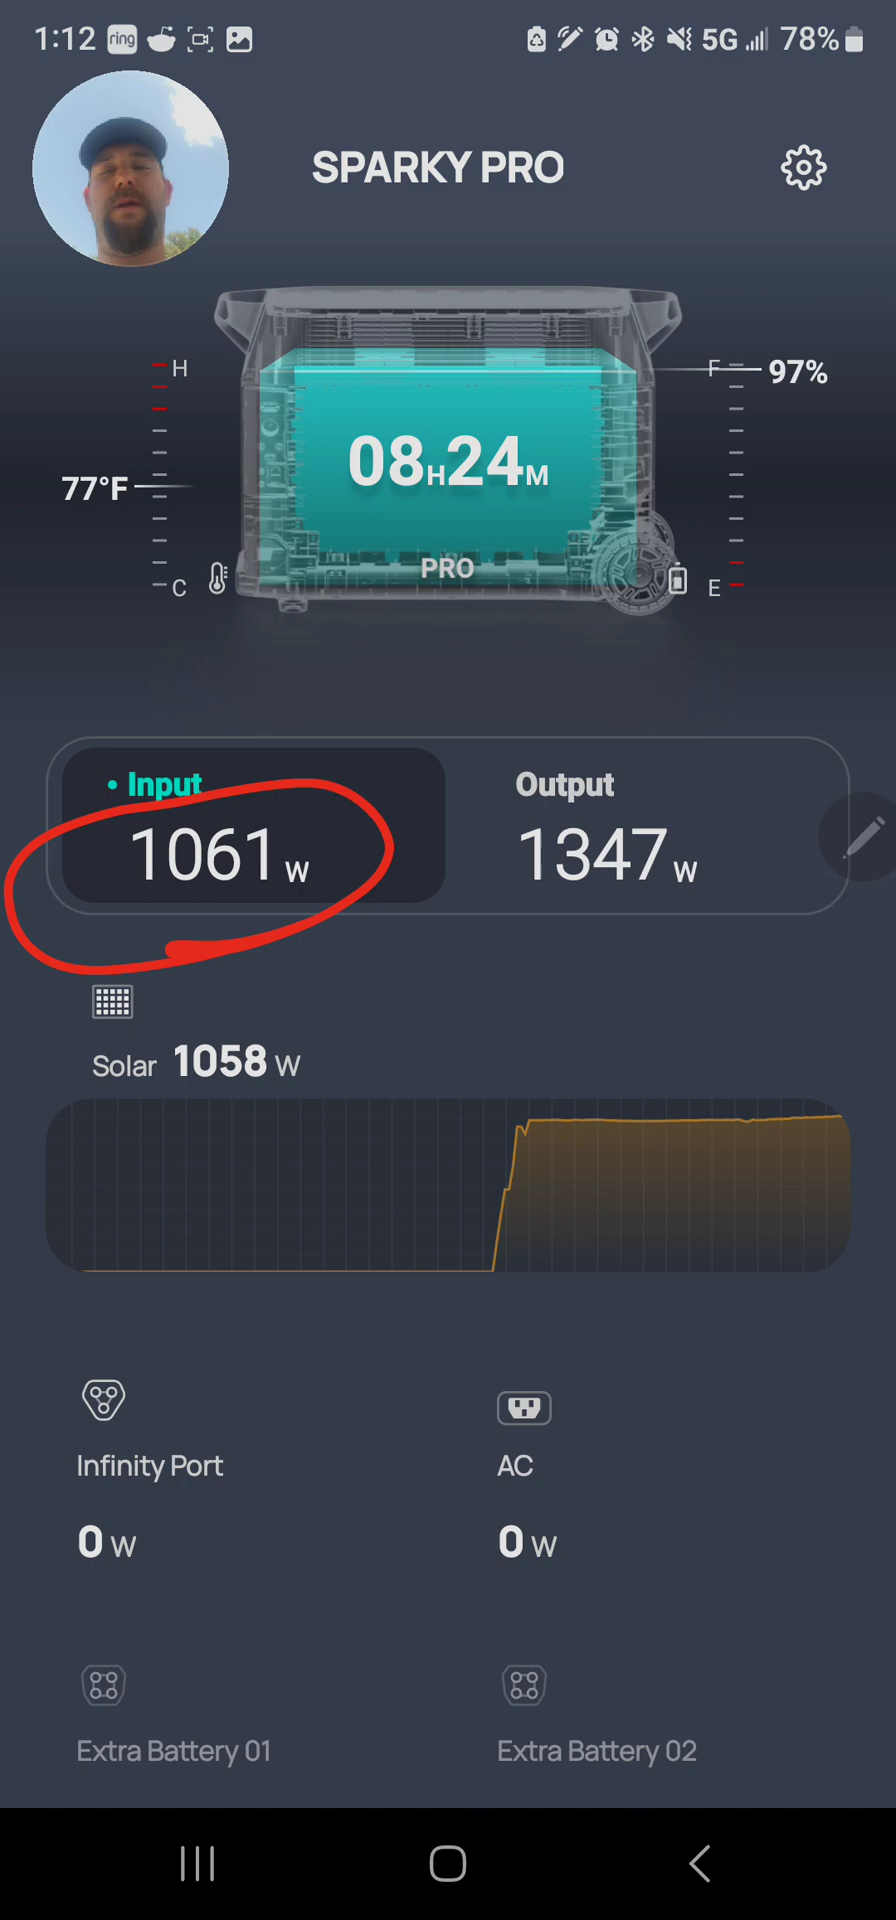 1:12 ring 5G 78%
SPARKY PRO
H
F
97%
08H24M
77°F
PRO
C
E
Input
Output
1061 W
1347 W
Solar 1058 W
Infinity Port
AC
0 W
0 W
Extra Battery 01
Extra Battery 02